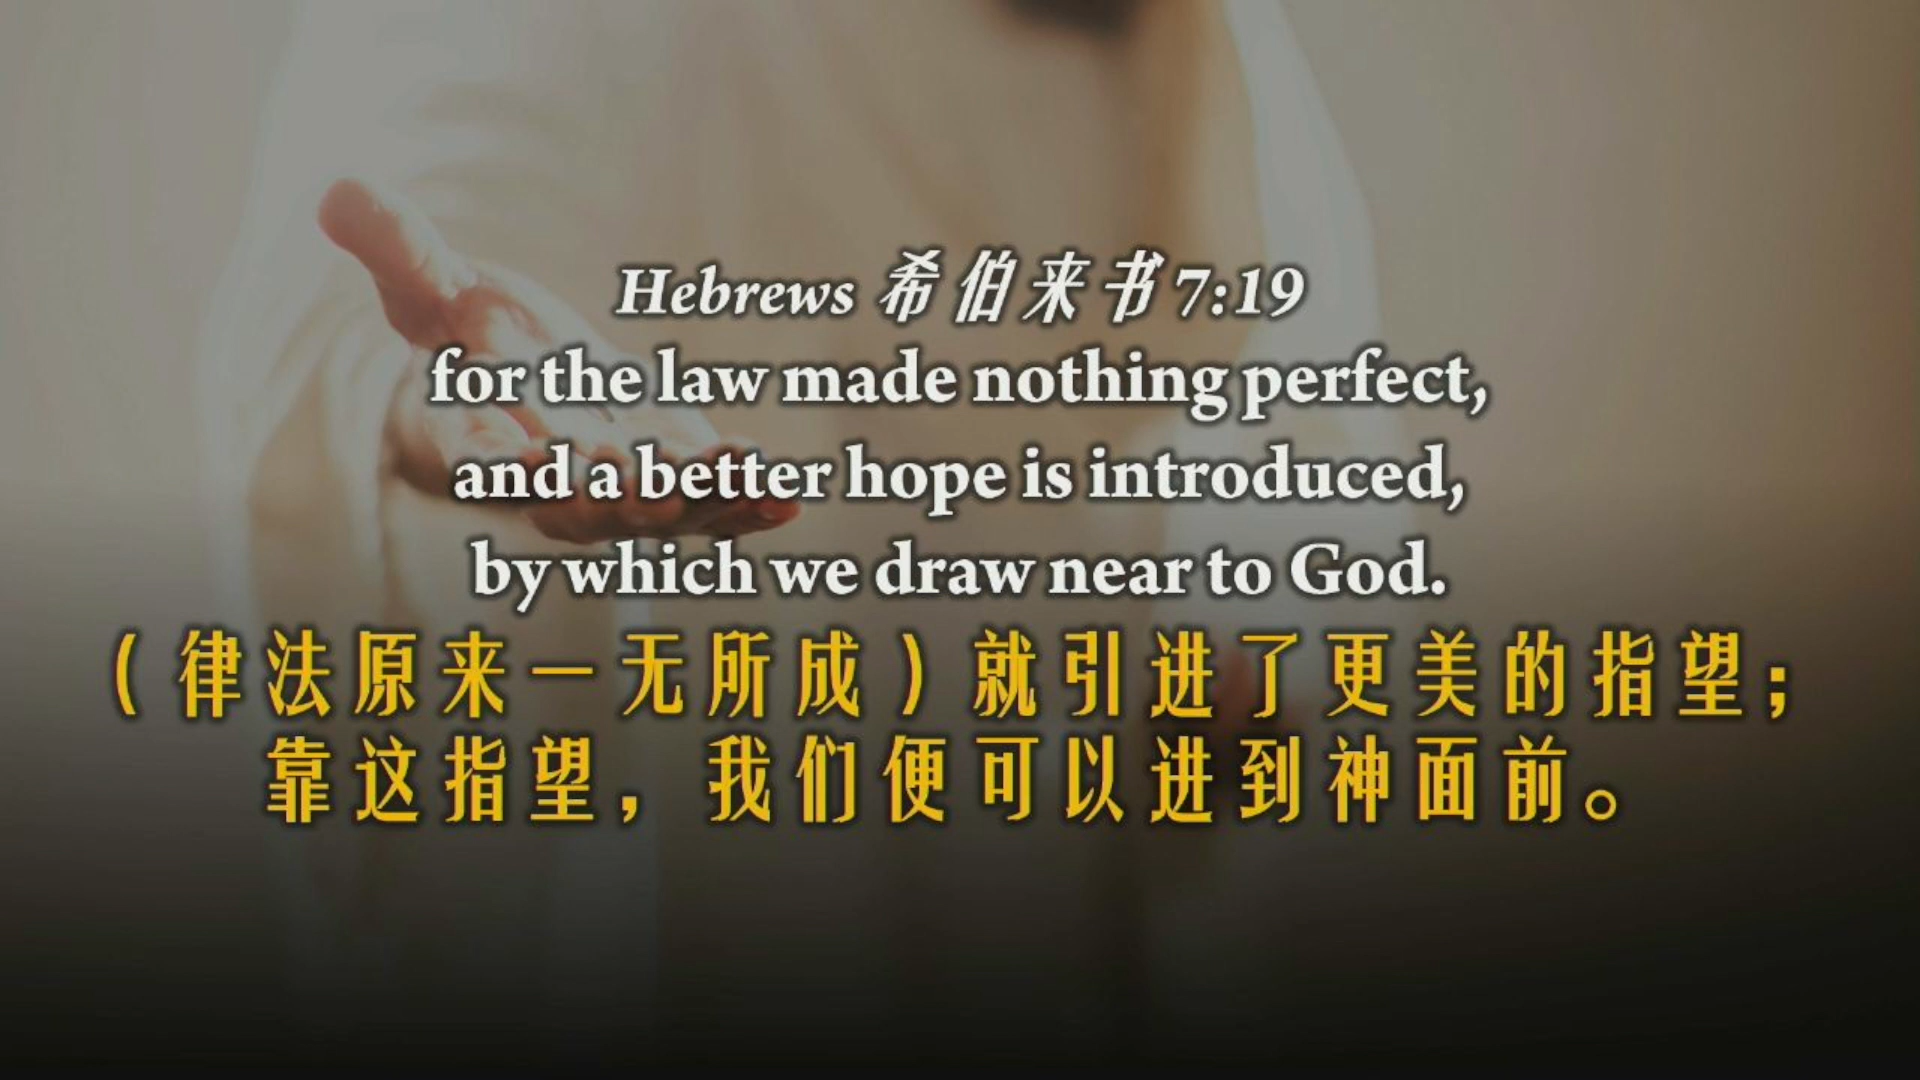 Hebrews 希伯来书 7:19
for the law made nothing perfect,
and a better hope is introduced,
by which we draw near to God.
（律法原来一无所成）就引进了更美的指望；
靠这指望，我们便可以进到神面前。